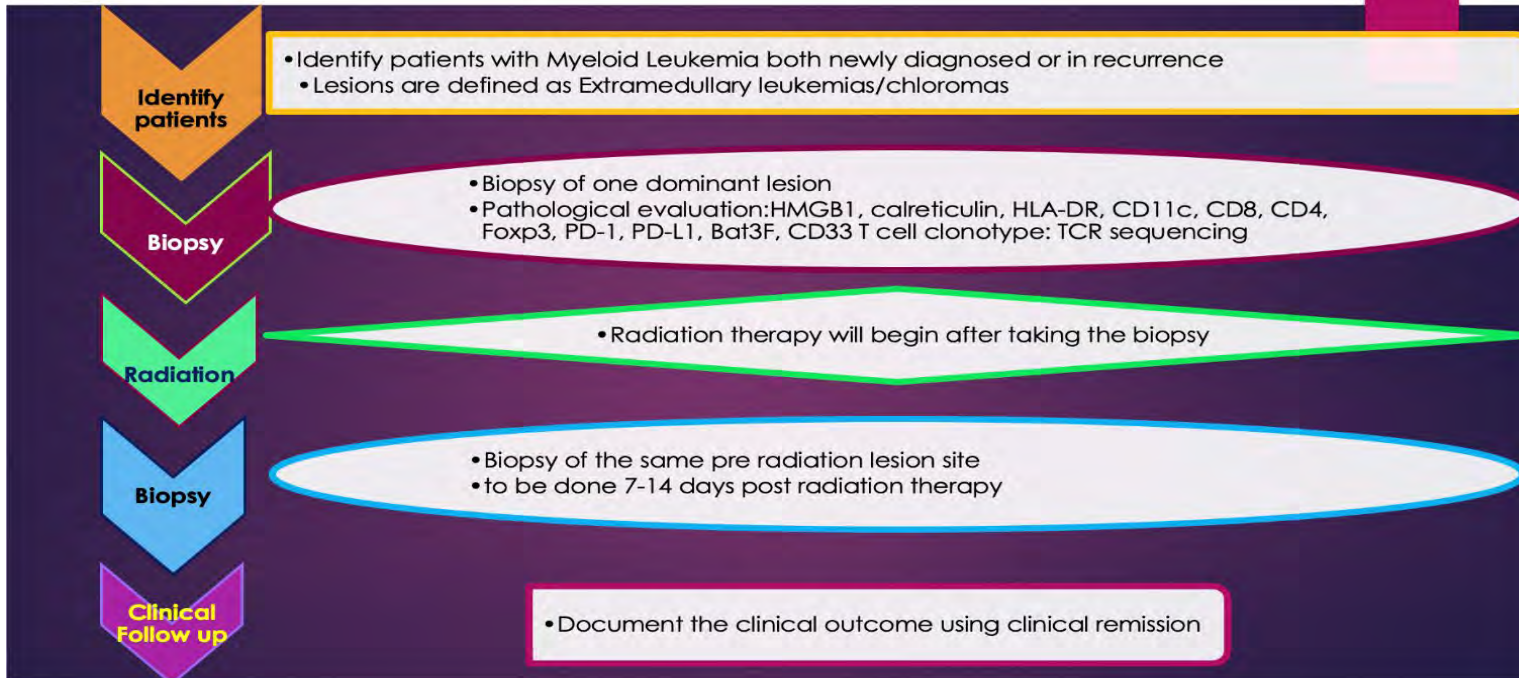 Identify
patients
•Identify patients with Myeloid Leukemia both newly diagnosed or in recurrence
•Lesions are defined as Extramedullary leukemias/chloromas
Biopsy
•Biopsy of one dominant lesion
•Pathological evaluation:HMGB1, calreticulin, HLA-DR, CD11c, CD8, CD4,
Foxp3, PD-1, PD-L1, Bat3F, CD33 T cell clonotype: TCR sequencing
Radiation
•Radiation therapy will begin after taking the biopsy
Biopsy
•Biopsy of the same pre radiation lesion site
•to be done 7-14 days post radiation therapy
Clinical
Follow up
•Document the clinical outcome using clinical remission